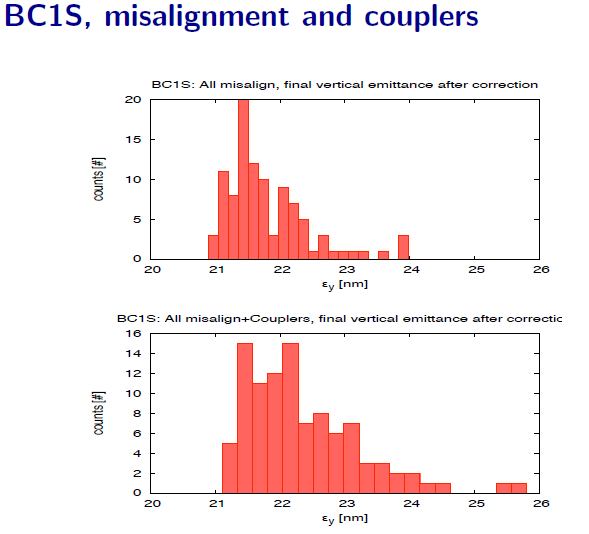 BC1S, misalignment and couplers
BC1S: All misalign, final vertical emittance after correction
20
15
10
5
0
counts [#]
20 21 22 23 24 25 26
εy [nm]
BC1S: All misalign+Couplers, final vertical emittance after correctio
16
14
12
10
8
6
4
2
0
counts [#]
20 21 22 23 24 25 26
εy [nm]